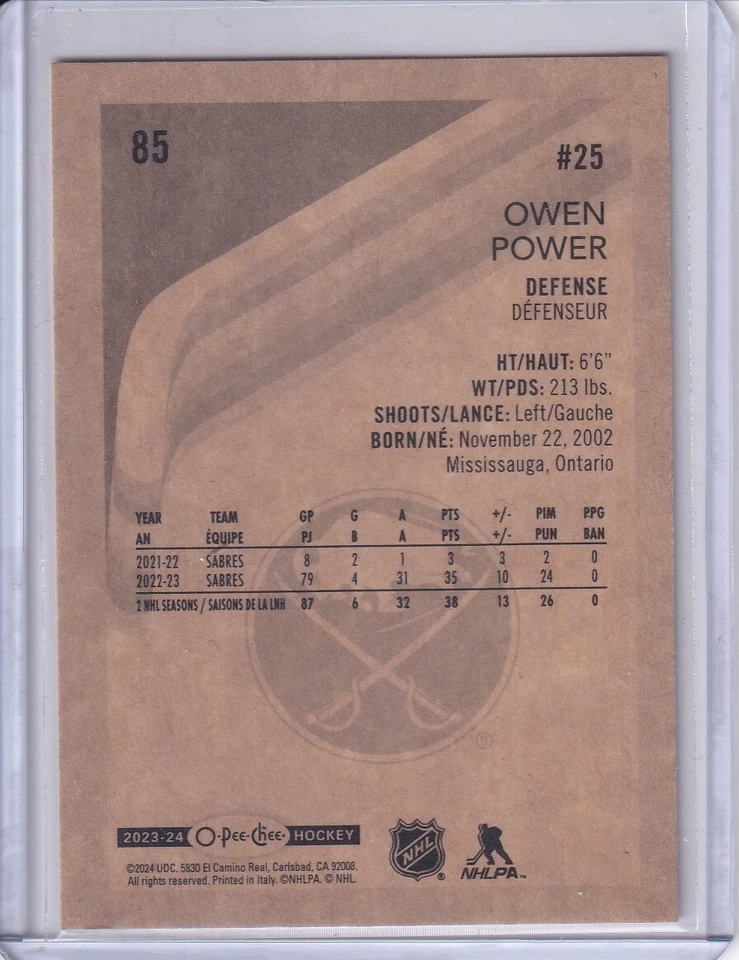 85
#25
OWEN
POWER
DEFENSE
DÉFENSEUR
HT/HAUT: 6'6"
WT/PDS: 213 lbs.
SHOOTS/LANCE: Left/Gauche
BORN/NÉ: November 22, 2002
Mississauga, Ontario
YEAR TEAM GP G A PTS +/- PIM PPG
AN ÉQUIPE PJ B A PTS +/- PUN BAN
2021-22 SABRES 8 2 1 3 3 2 0
2022-23 SABRES 79 4 31 35 10 24 0
2 NHL SEASONS / SAISONS DE LA LNH 87 6 32 38 13 26 0
®
2023-24 O-Pee-Chee HOCKEY
NHL ®
NHLPA™
©2024 UDC. 5830 El Camino Real, Carlsbad, CA 92008.
All rights reserved. Printed in Italy. ©NHLPA. © NHL.